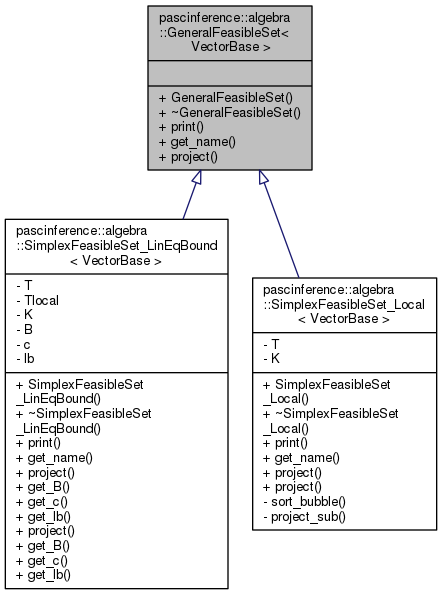 pascinference::algebra
::GeneralFeasibleSet<
VectorBase >
+ GeneralFeasibleSet()
+ ~GeneralFeasibleSet()
+ print()
+ get_name()
+ project()
pascinference::algebra
::SimplexFeasibleSet_LinEqBound
< VectorBase >
- T
- Tlocal
- K
- B
- c
- lb
+ SimplexFeasibleSet
_LinEqBound()
+ ~SimplexFeasibleSet
_LinEqBound()
+ print()
+ get_name()
+ project()
+ get_B()
+ get_c()
+ get_lb()
+ project()
+ get_B()
+ get_c()
+ get_lb()
pascinference::algebra
::SimplexFeasibleSet_Local
< VectorBase >
- T
- K
+ SimplexFeasibleSet
_Local()
+ ~SimplexFeasibleSet
_Local()
+ print()
+ get_name()
+ project()
+ project()
- sort_bubble()
- project_sub()